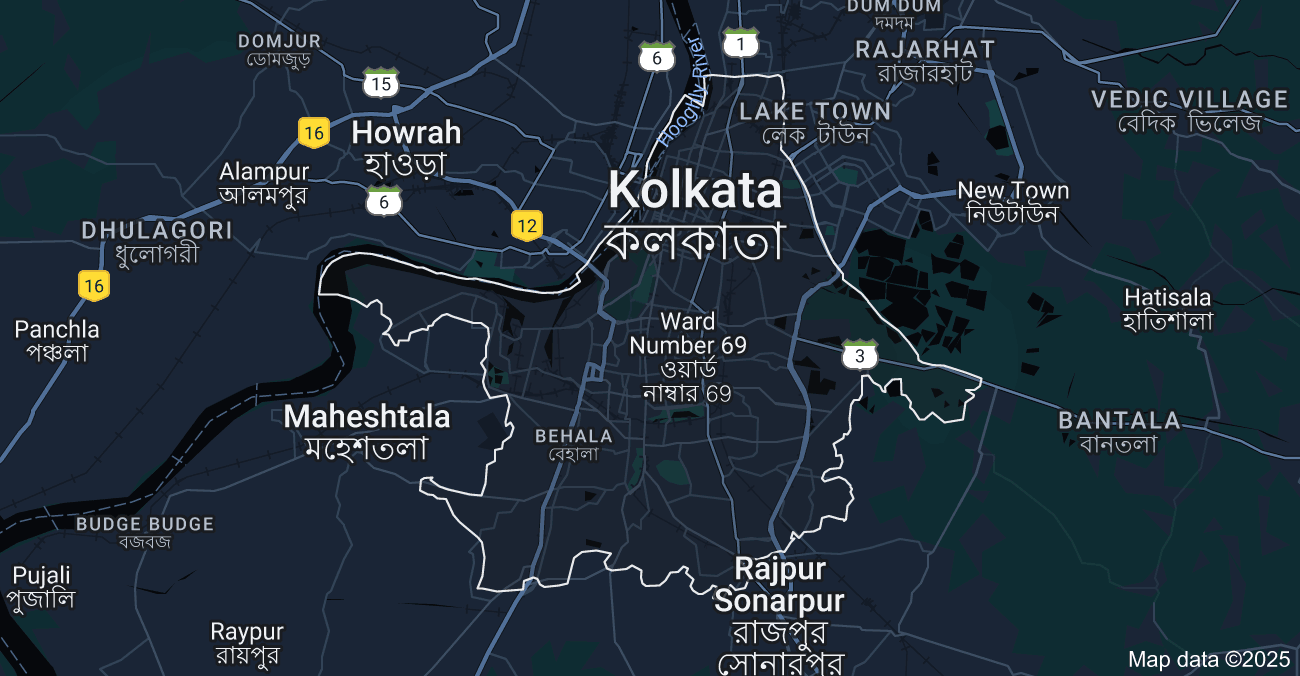 DUM DUM
দমদম
DOMJUR
ডোমজুড়
6
1
RAJARHAT
রাজারহাট
15
Hooghly River
VEDIC VILLAGE
বেদিক ভিলেজ
LAKE TOWN
লেক টাউন
16
Howrah
হাওড়া
Alampur
আলমপুর
6
Kolkata
কলকাতা
New Town
নিউটাউন
DHULAGORI
ধুলোগরী
12
16
Hatisala
হাতিশালা
Panchla
পঞ্চলা
Ward
Number 69
ওয়ার্ড
নাম্বার 69
3
Maheshtala
মহেশতলা
BEHALA
বেহালা
BANTALA
বানতলা
BUDGE BUDGE
বজবজ
Pujali
পুজালি
Rajpur
Sonarpur
রাজপুর
সোনারপুর
Raypur
রায়পুর
Map data ©2025